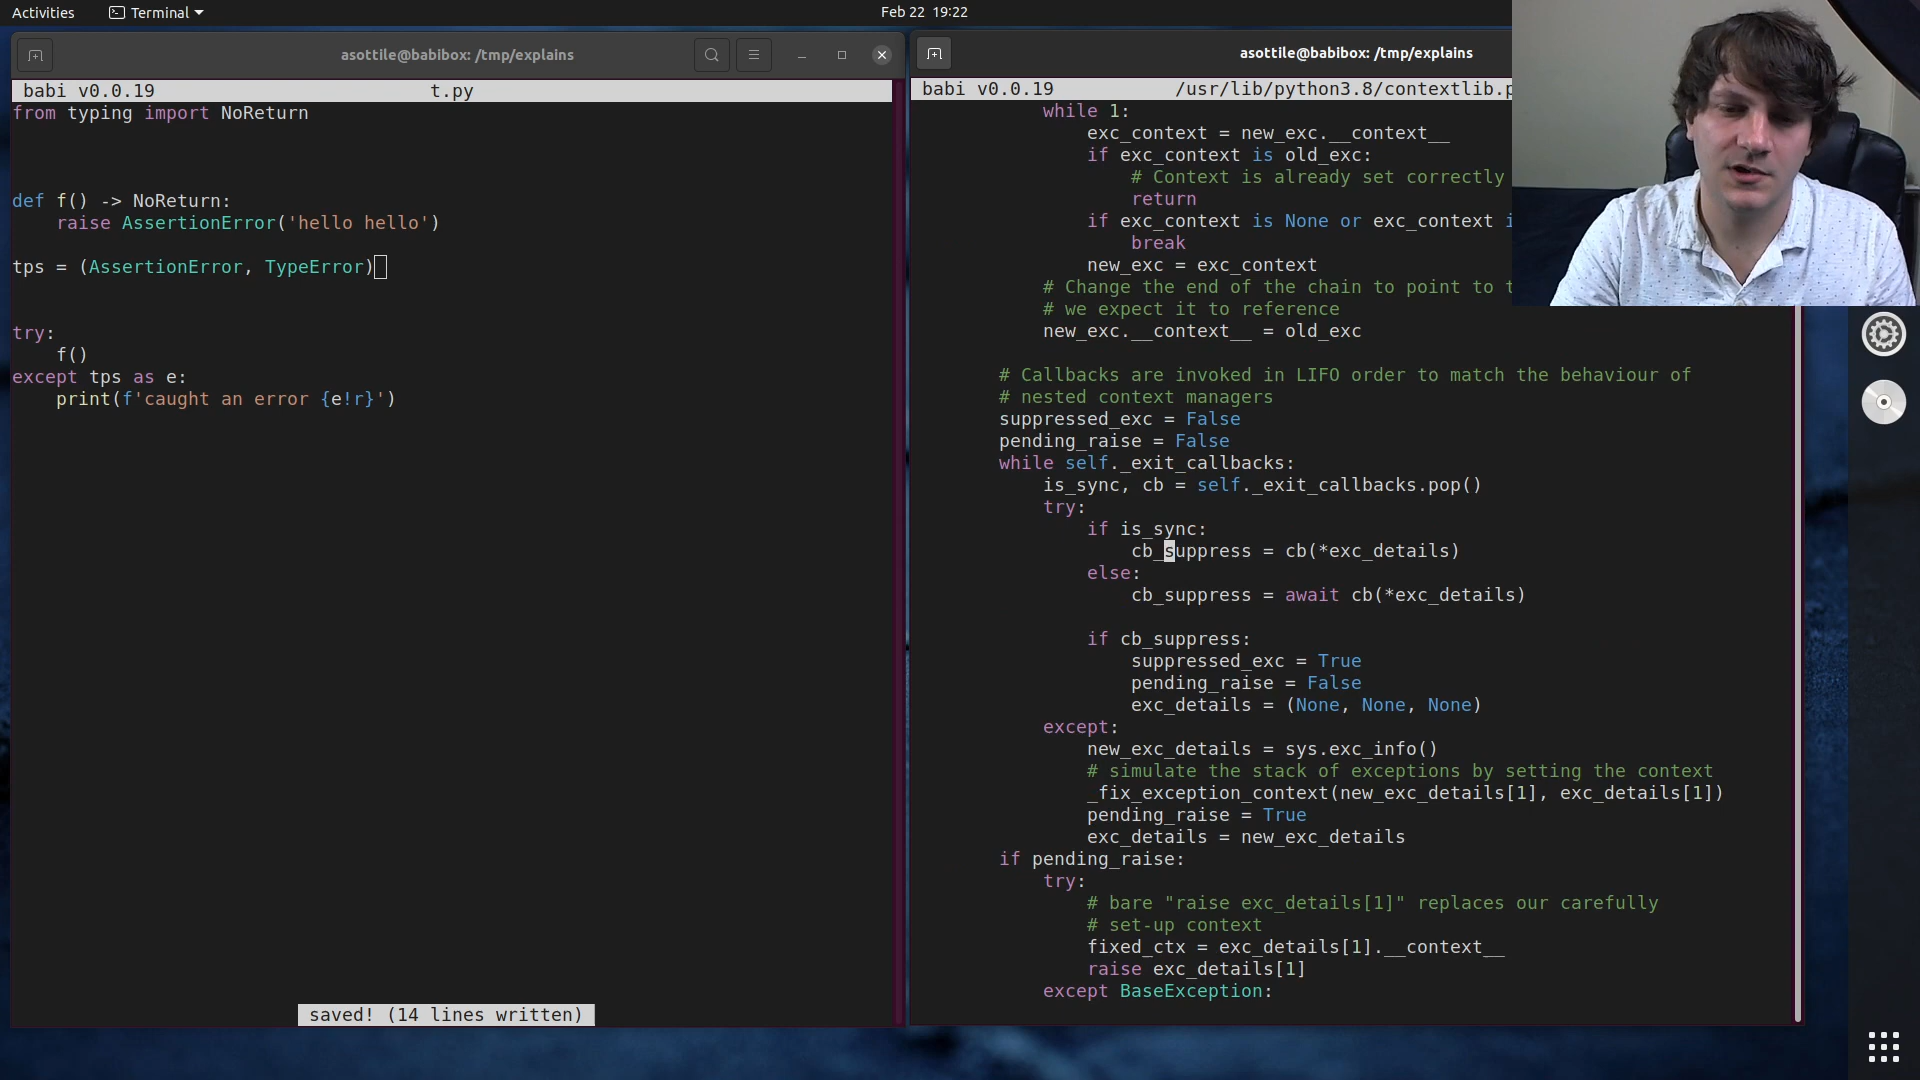 Activities
Terminal
Feb 22 19:22
asottile@babibox: /tmp/explains
babi v0.0.19 t.py
from typing import NoReturn
def f() -> NoReturn:
    raise AssertionError('hello hello')
tps = (AssertionError, TypeError)
try:
    f()
except tps as e:
    print(f'caught an error {e!r}')
saved! (14 lines written)
asottile@babibox: /tmp/explains
babi v0.0.19 /usr/lib/python3.8/contextlib.p
while 1:
    exc_context = new_exc.__context__
    if exc_context is old_exc:
        # Context is already set correctly
        return
    if exc_context is None or exc_context i
        break
    new_exc = exc_context
# Change the end of the chain to point to t
# we expect it to reference
new_exc.__context__ = old_exc
# Callbacks are invoked in LIFO order to match the behaviour of
# nested context managers
suppressed_exc = False
pending_raise = False
while self._exit_callbacks:
    is_sync, cb = self._exit_callbacks.pop()
    try:
        if is_sync:
            cb_suppress = cb(*exc_details)
        else:
            cb_suppress = await cb(*exc_details)
        if cb_suppress:
            suppressed_exc = True
            pending_raise = False
            exc_details = (None, None, None)
    except:
        new_exc_details = sys.exc_info()
        # simulate the stack of exceptions by setting the context
        _fix_exception_context(new_exc_details[1], exc_details[1])
        pending_raise = True
        exc_details = new_exc_details
if pending_raise:
    try:
        # bare "raise exc_details[1]" replaces our carefully
        # set-up context
        fixed_ctx = exc_details[1].__context__
        raise exc_details[1]
    except BaseException: